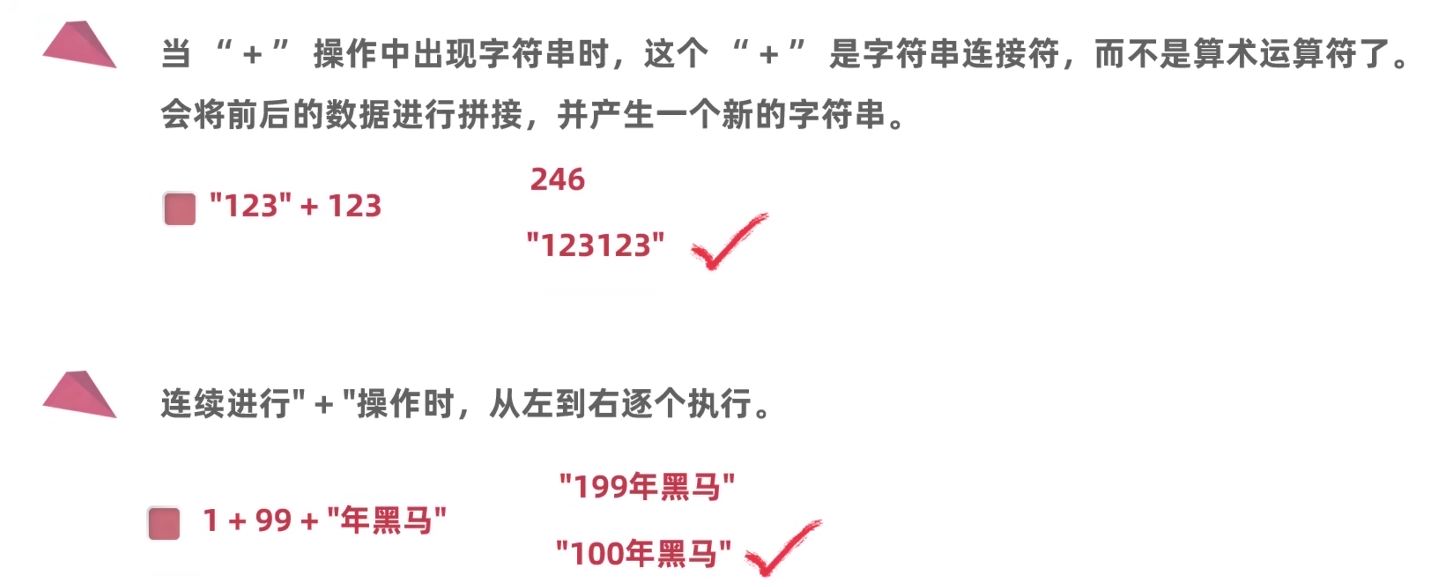 当 “ + ” 操作中出现字符串时，这个 “ + ” 是字符串连接符，而不是算术运算符了。
会将前后的数据进行拼接，并产生一个新的字符串。
"123" + 123
246
"123123"
连续进行" + "操作时，从左到右逐个执行。
1 + 99 + "年黑马"
"199年黑马"
"100年黑马"